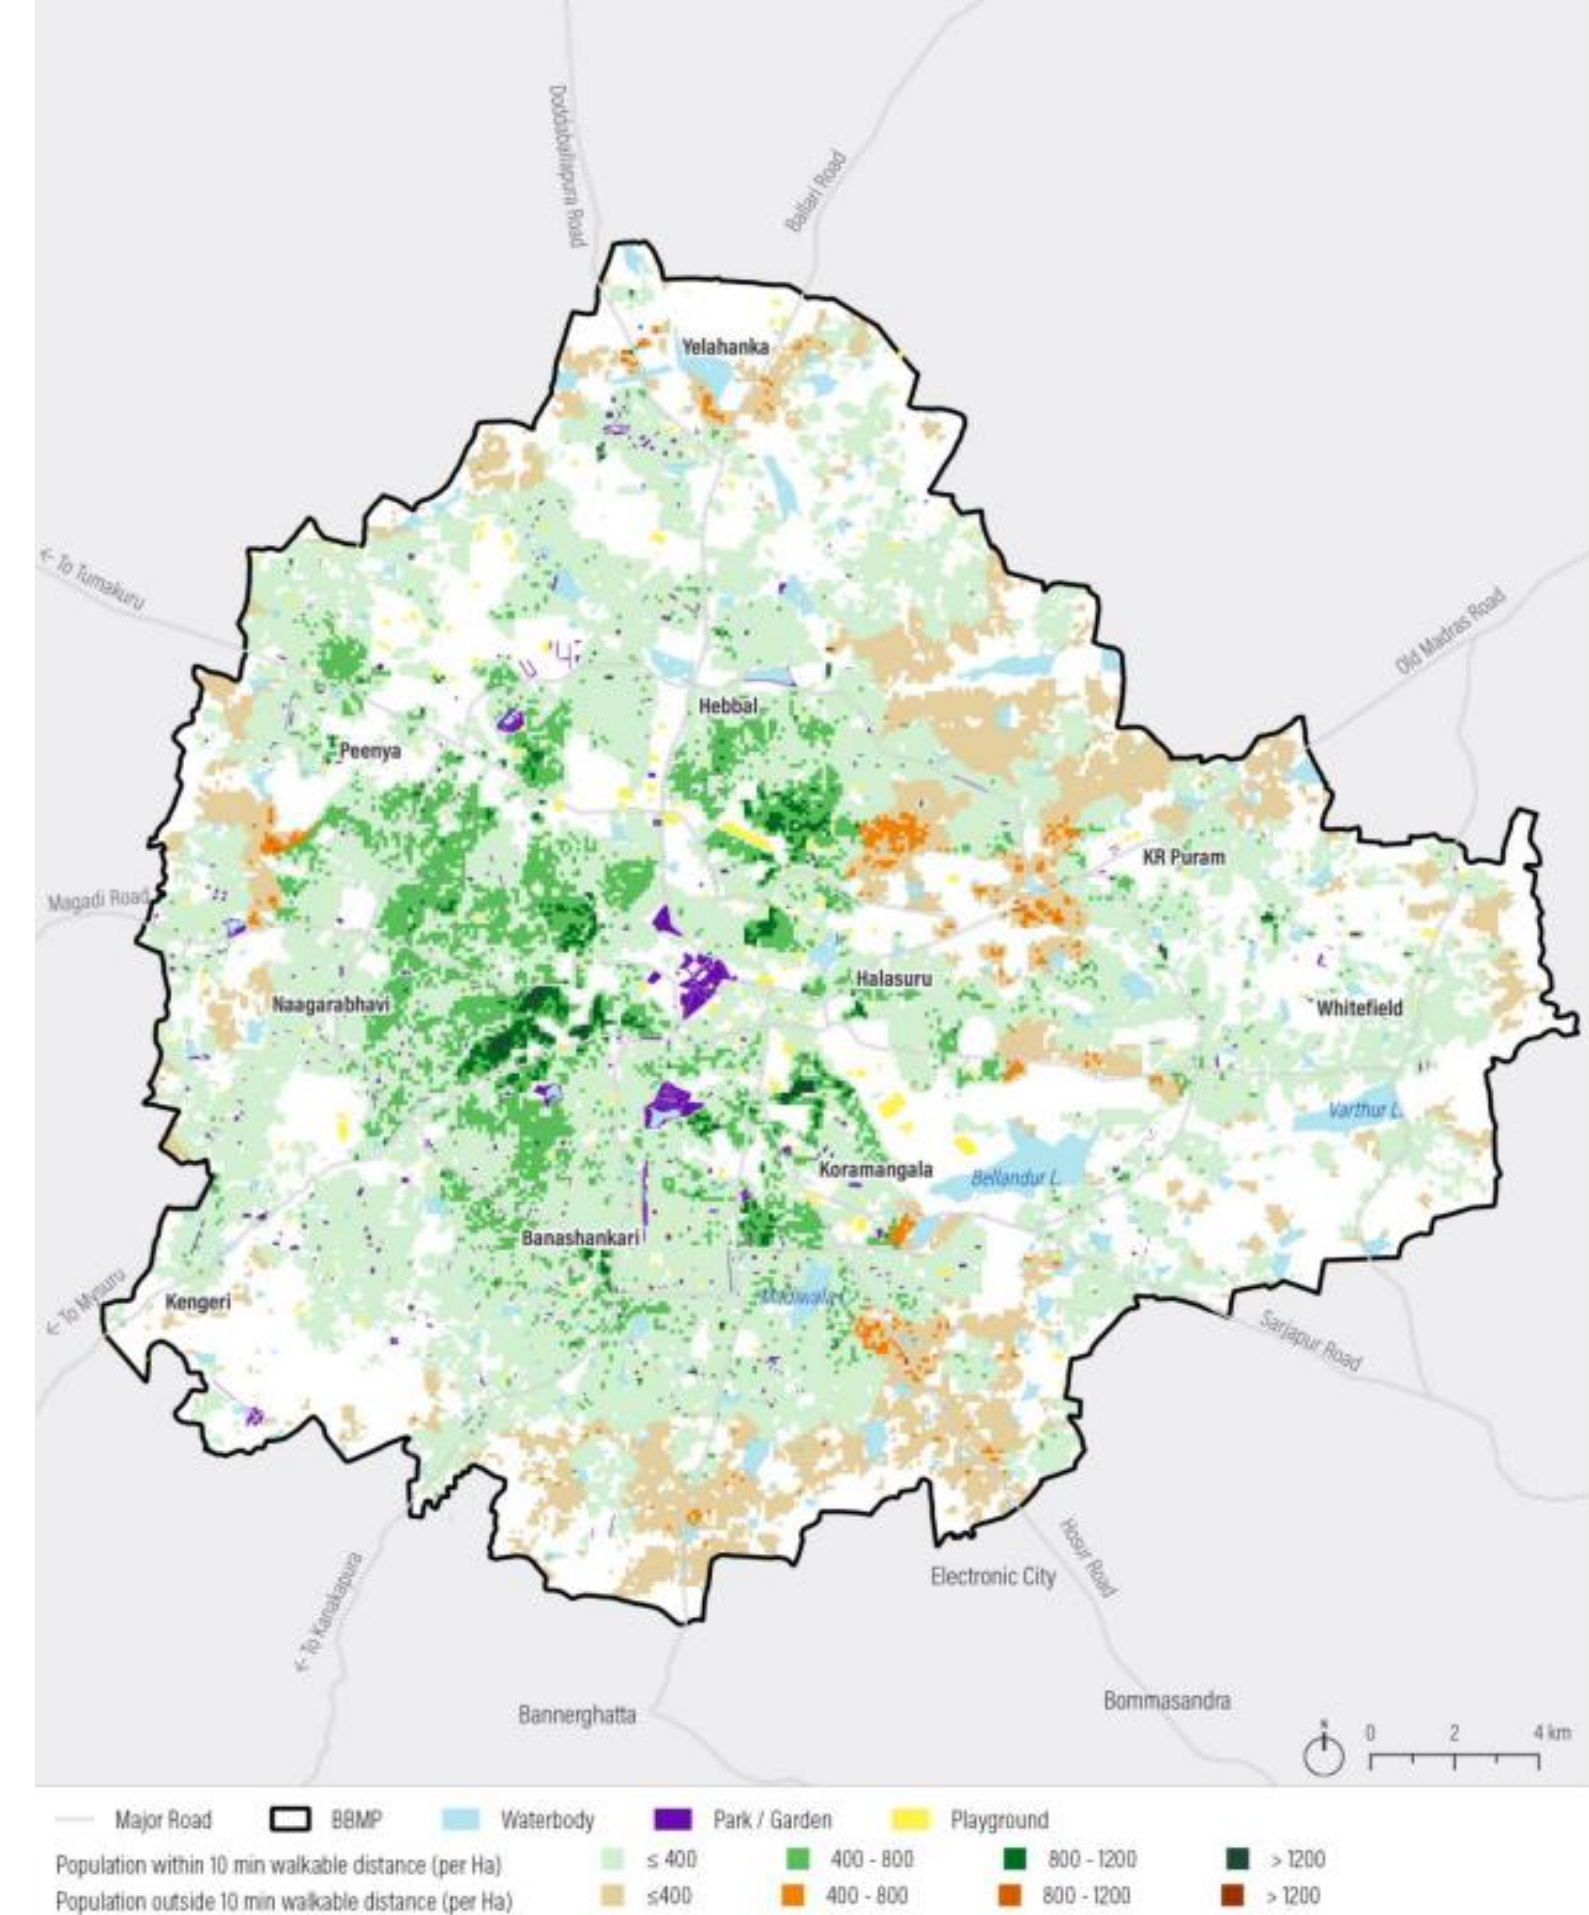 Doddaballapura Road
Ballari Road
Yelahanka
← To Tumakuru
Old Madras Road
Hebbal
Peenya
KR Puram
Magadi Road
Halasuru
Naagarabhavi
Whitefield
Varthur L.
Koramangala
Bellandur L.
Banashankari
Madiwala
Kengeri
← To Mysuru
Sarjapur Road
Hosur Road
Electronic City
← To Kanakapura
Bommasandra
Bannerghatta
N
0 2 4 km
Major Road BBMP Waterbody Park / Garden Playground
Population within 10 min walkable distance (per Ha) ≤ 400 400 - 800 800 - 1200 > 1200
Population outside 10 min walkable distance (per Ha) ≤400 400 - 800 800 - 1200 > 1200